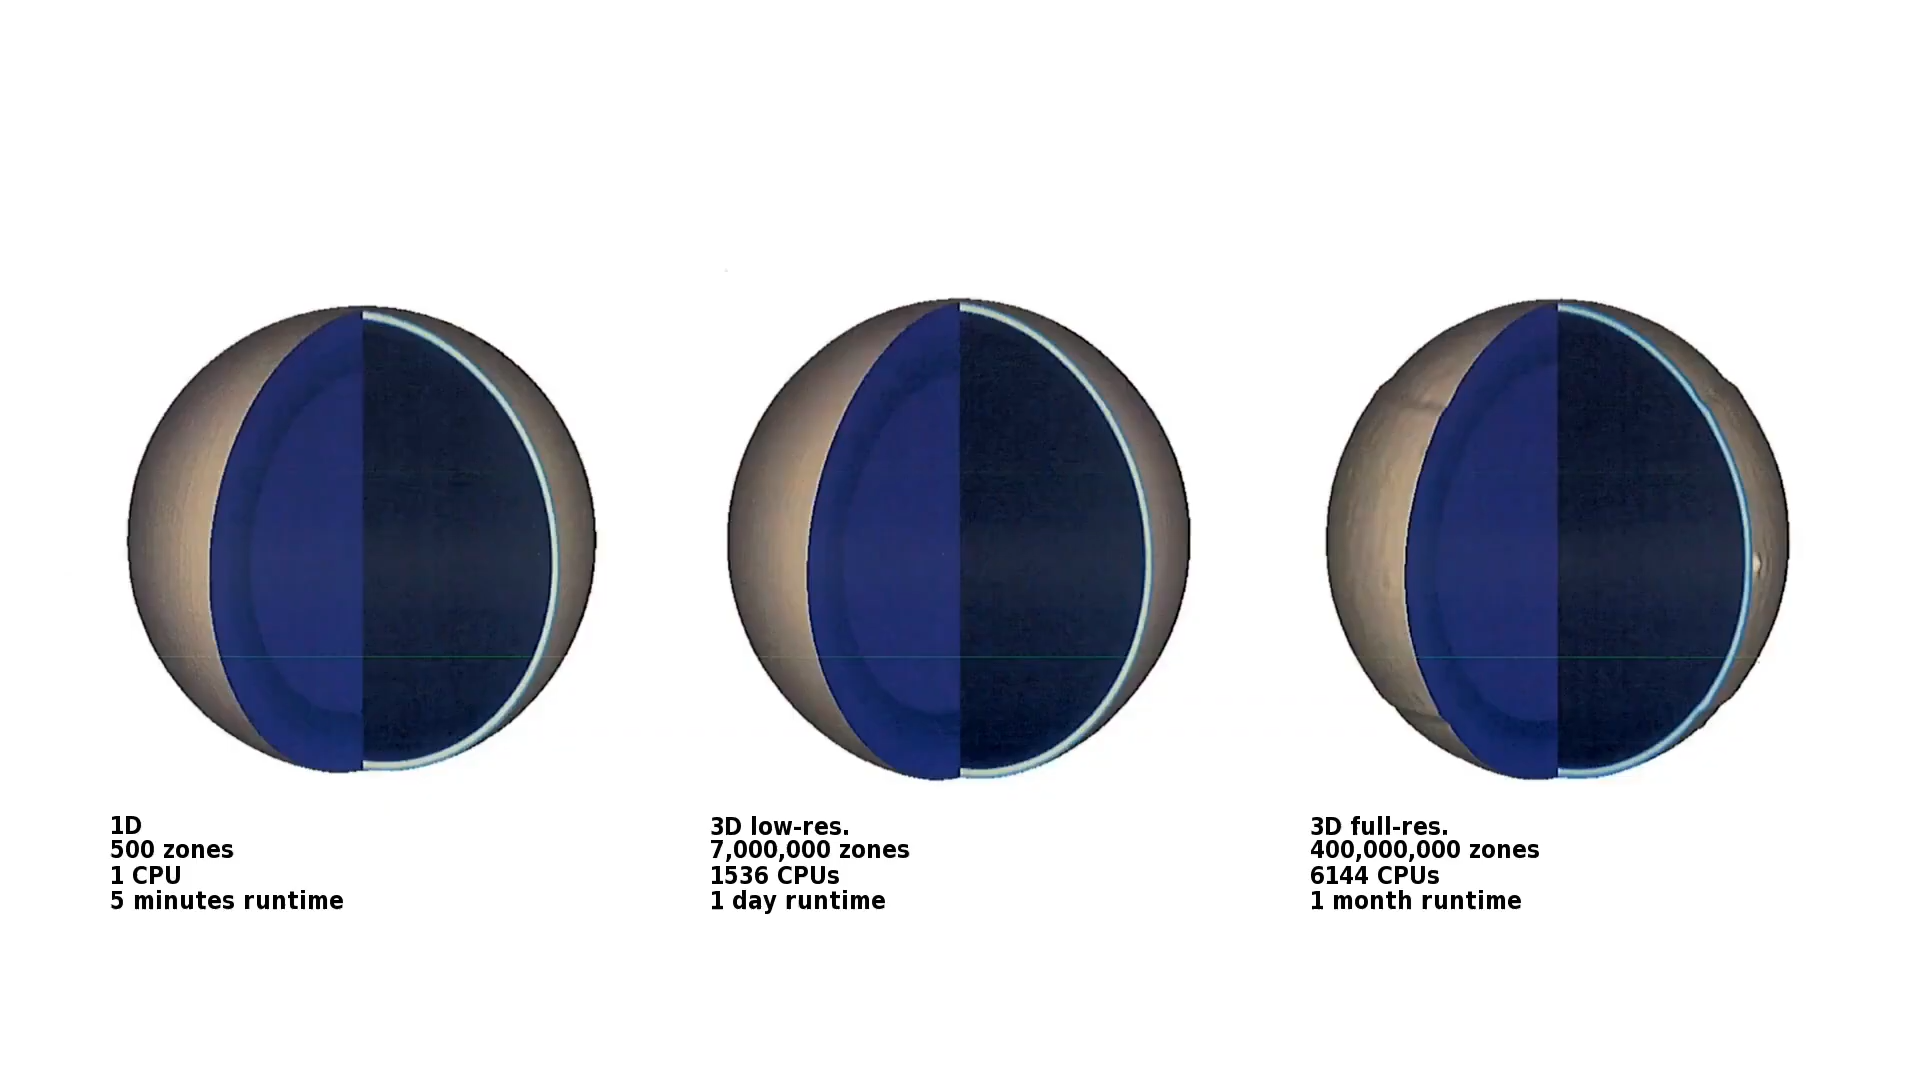 1D
500 zones
1 CPU
5 minutes runtime
3D low-res.
7,000,000 zones
1536 CPUs
1 day runtime
3D full-res.
400,000,000 zones
6144 CPUs
1 month runtime